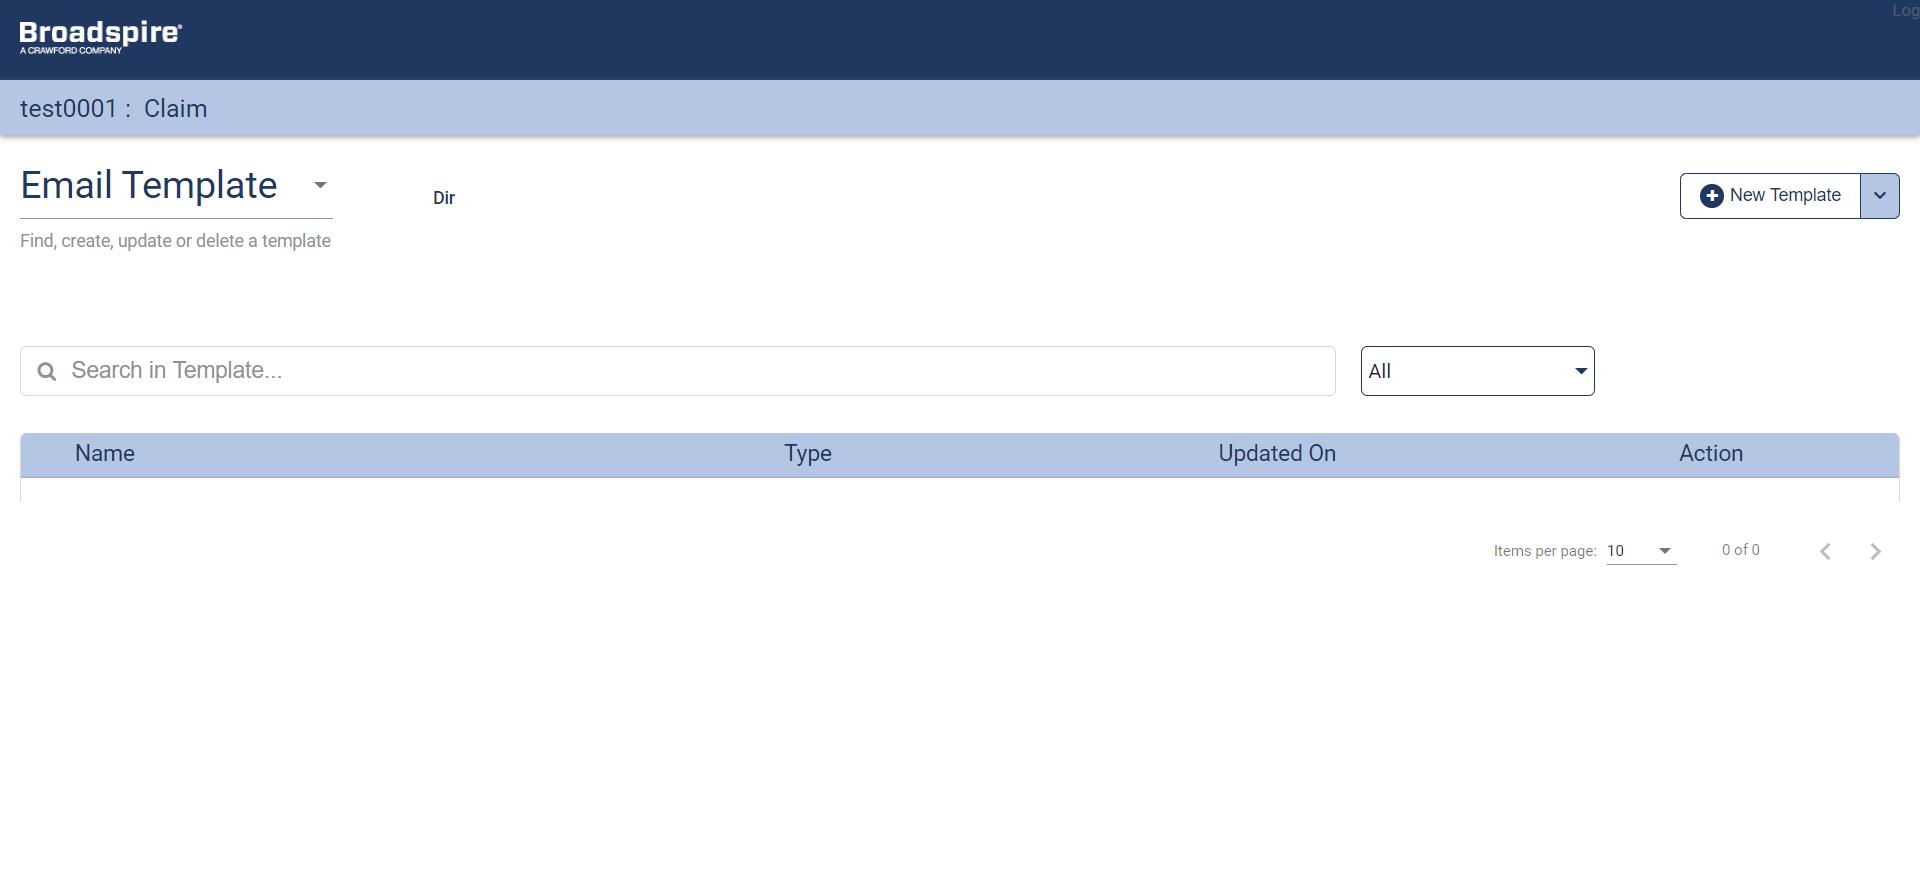 Log
Broadspire®
A CRAWFORD COMPANY
test0001 : Claim
Email Template
Dir
New Template
Find, create, update or delete a template
Search in Template...
All
Name Type Updated On Action
Items per page: 10 0 of 0